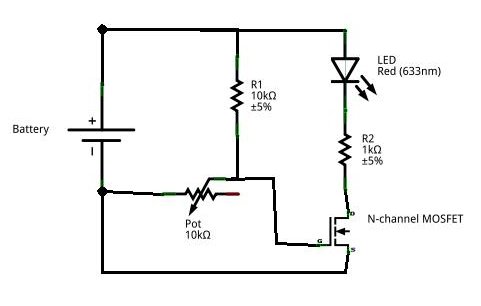 LED
Red (633nm)
R1
10kΩ
±5%
+
Battery
R2
1kΩ
±5%
D
N-channel MOSFET
Pot
10kΩ
G
S